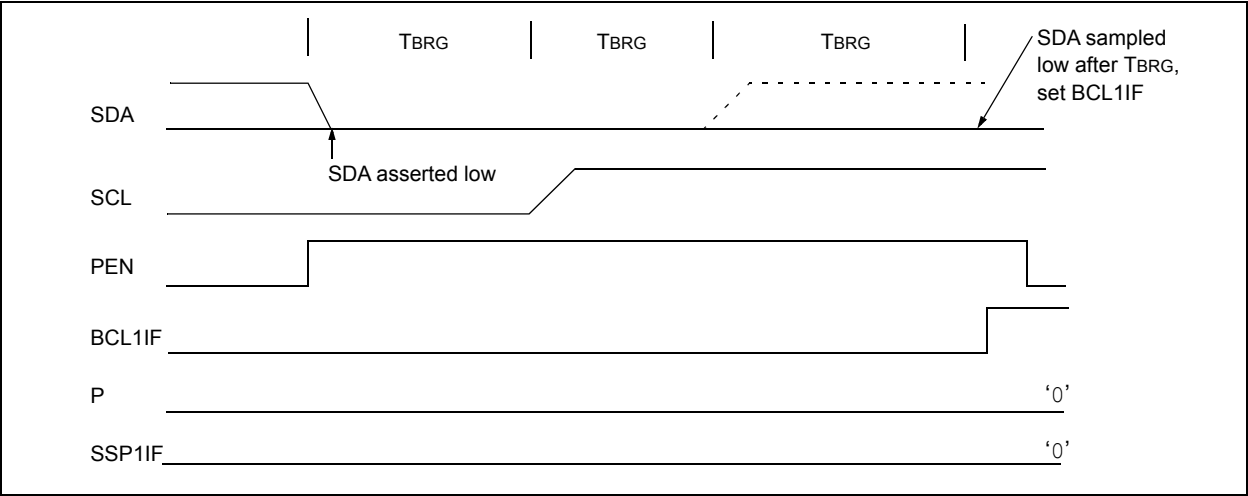 TBRG TBRG TBRG
SDA sampled
low after TBRG,
set BCL1IF
SDA
SDA asserted low
SCL
PEN
BCL1IF
P ‘0’
SSP1IF ‘0’